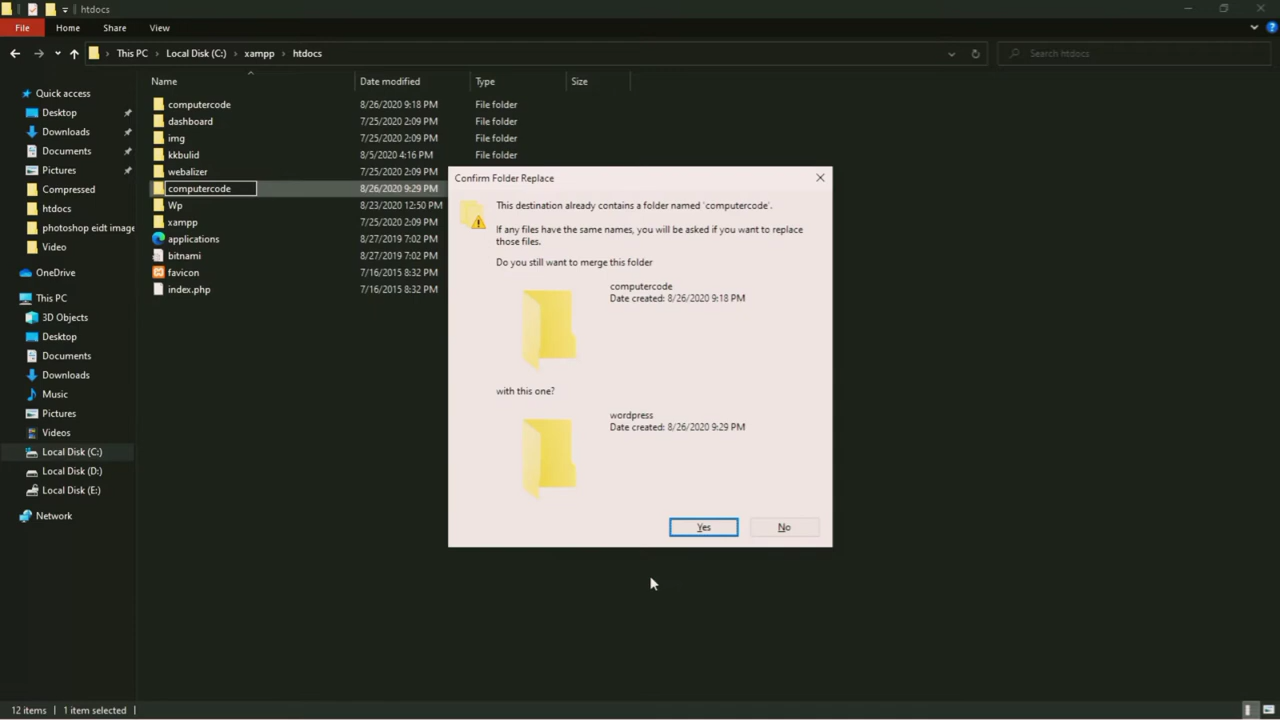 htdocs
File Home Share View
This PC Local Disk (C:) xampp htdocs Search htdocs
Name Date modified Type Size
Quick access
Desktop
Downloads
Documents
Pictures
Compressed
htdocs
photoshop eidt image
Video
OneDrive
This PC
3D Objects
Desktop
Documents
Downloads
Music
Pictures
Videos
Local Disk (C:)
Local Disk (D:)
Local Disk (E:)
Network
computercode 8/26/2020 9:18 PM File folder
dashboard 7/25/2020 2:09 PM File folder
img 7/25/2020 2:09 PM File folder
kkbulid 8/5/2020 4:16 PM File folder
webalizer 7/25/2020 2:09 PM
computercode 8/26/2020 9:29 PM
Wp 8/23/2020 12:50 PM
xampp 7/25/2020 2:09 PM
applications 8/27/2019 7:02 PM
bitnami 8/27/2019 7:02 PM
favicon 7/16/2015 8:32 PM
index.php 7/16/2015 8:32 PM
Confirm Folder Replace
This destination already contains a folder named 'computercode'.
If any files have the same names, you will be asked if you want to replace
those files.
Do you still want to merge this folder
computercode
Date created: 8/26/2020 9:18 PM
with this one?
wordpress
Date created: 8/26/2020 9:29 PM
Yes No
12 items 1 item selected